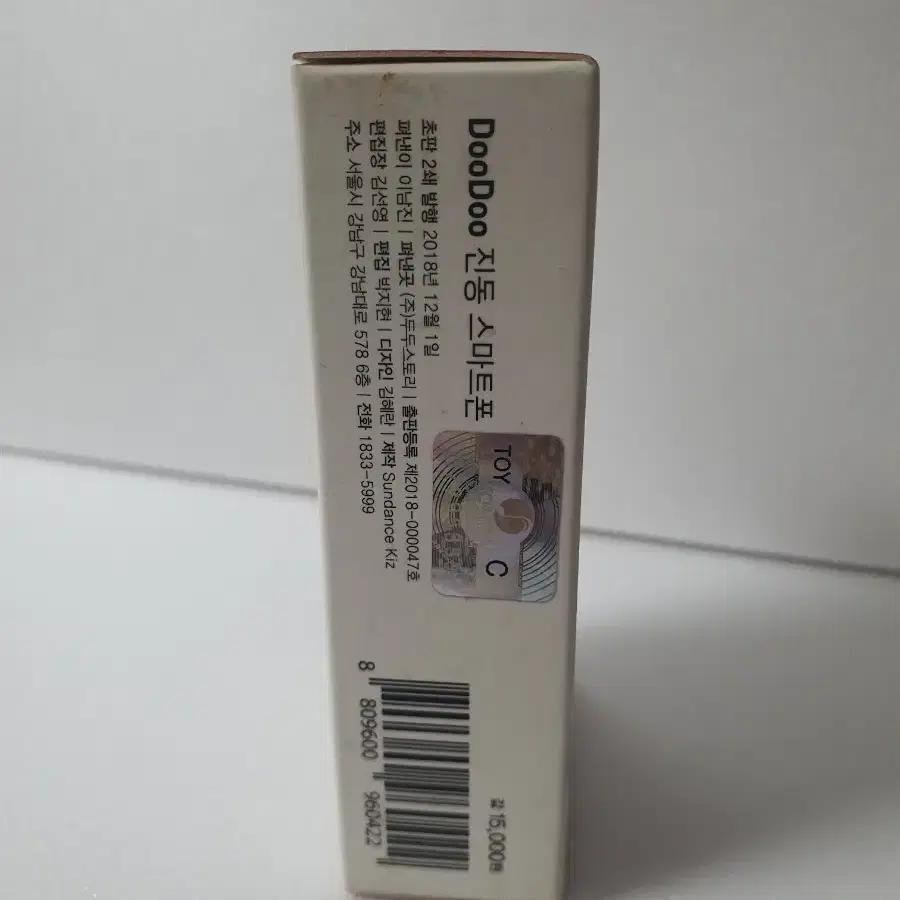 DooDoo 진동 스마트폰
초판 2쇄 발행 2018년 12월 1일
펴낸이 이남진 | 펴낸곳 (주)두두스토리 | 출판등록 제2018-000047호
편집장 김선영 | 편집 박지현 | 디자인 김혜란 | 제작 Sundance Kiz
주소 서울시 강남구 강남대로 578 6층 | 전화 1833-5999
TOY
C
값 15,000원
8 809600 960422